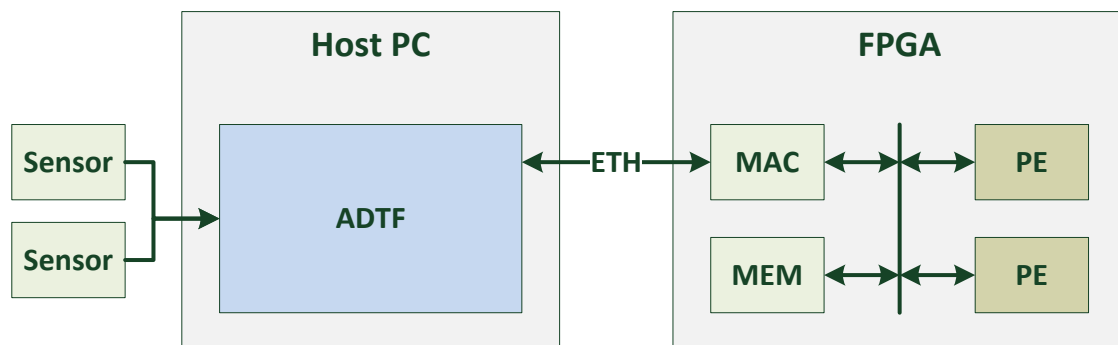 Host PC
FPGA
Sensor
Sensor
ADTF
ETH
MAC
PE
MEM
PE